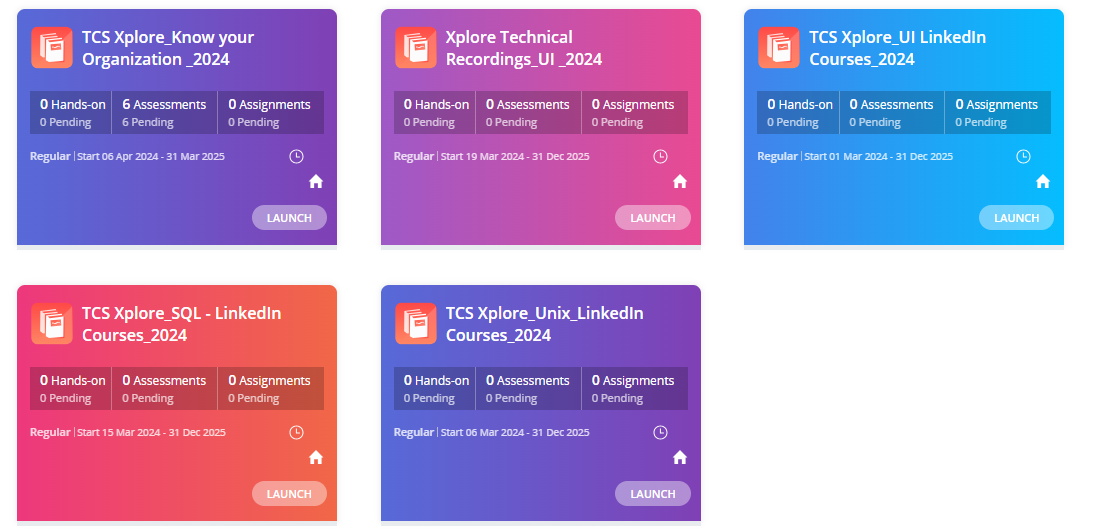 TCS Xplore_Know your
Organization _2024
0 Hands-on
0 Pending
6 Assessments
6 Pending
0 Assignments
0 Pending
Regular | Start 06 Apr 2024 - 31 Mar 2025
LAUNCH
Xplore Technical
Recordings_UI _2024
0 Hands-on
0 Pending
0 Assessments
0 Pending
0 Assignments
0 Pending
Regular | Start 19 Mar 2024 - 31 Dec 2025
LAUNCH
TCS Xplore_UI LinkedIn
Courses_2024
0 Hands-on
0 Pending
0 Assessments
0 Pending
0 Assignments
0 Pending
Regular | Start 01 Mar 2024 - 31 Dec 2025
LAUNCH
TCS Xplore_SQL - LinkedIn
Courses_2024
0 Hands-on
0 Pending
0 Assessments
0 Pending
0 Assignments
0 Pending
Regular | Start 15 Mar 2024 - 31 Dec 2025
LAUNCH
TCS Xplore_Unix_LinkedIn
Courses_2024
0 Hands-on
0 Pending
0 Assessments
0 Pending
0 Assignments
0 Pending
Regular | Start 06 Mar 2024 - 31 Dec 2025
LAUNCH